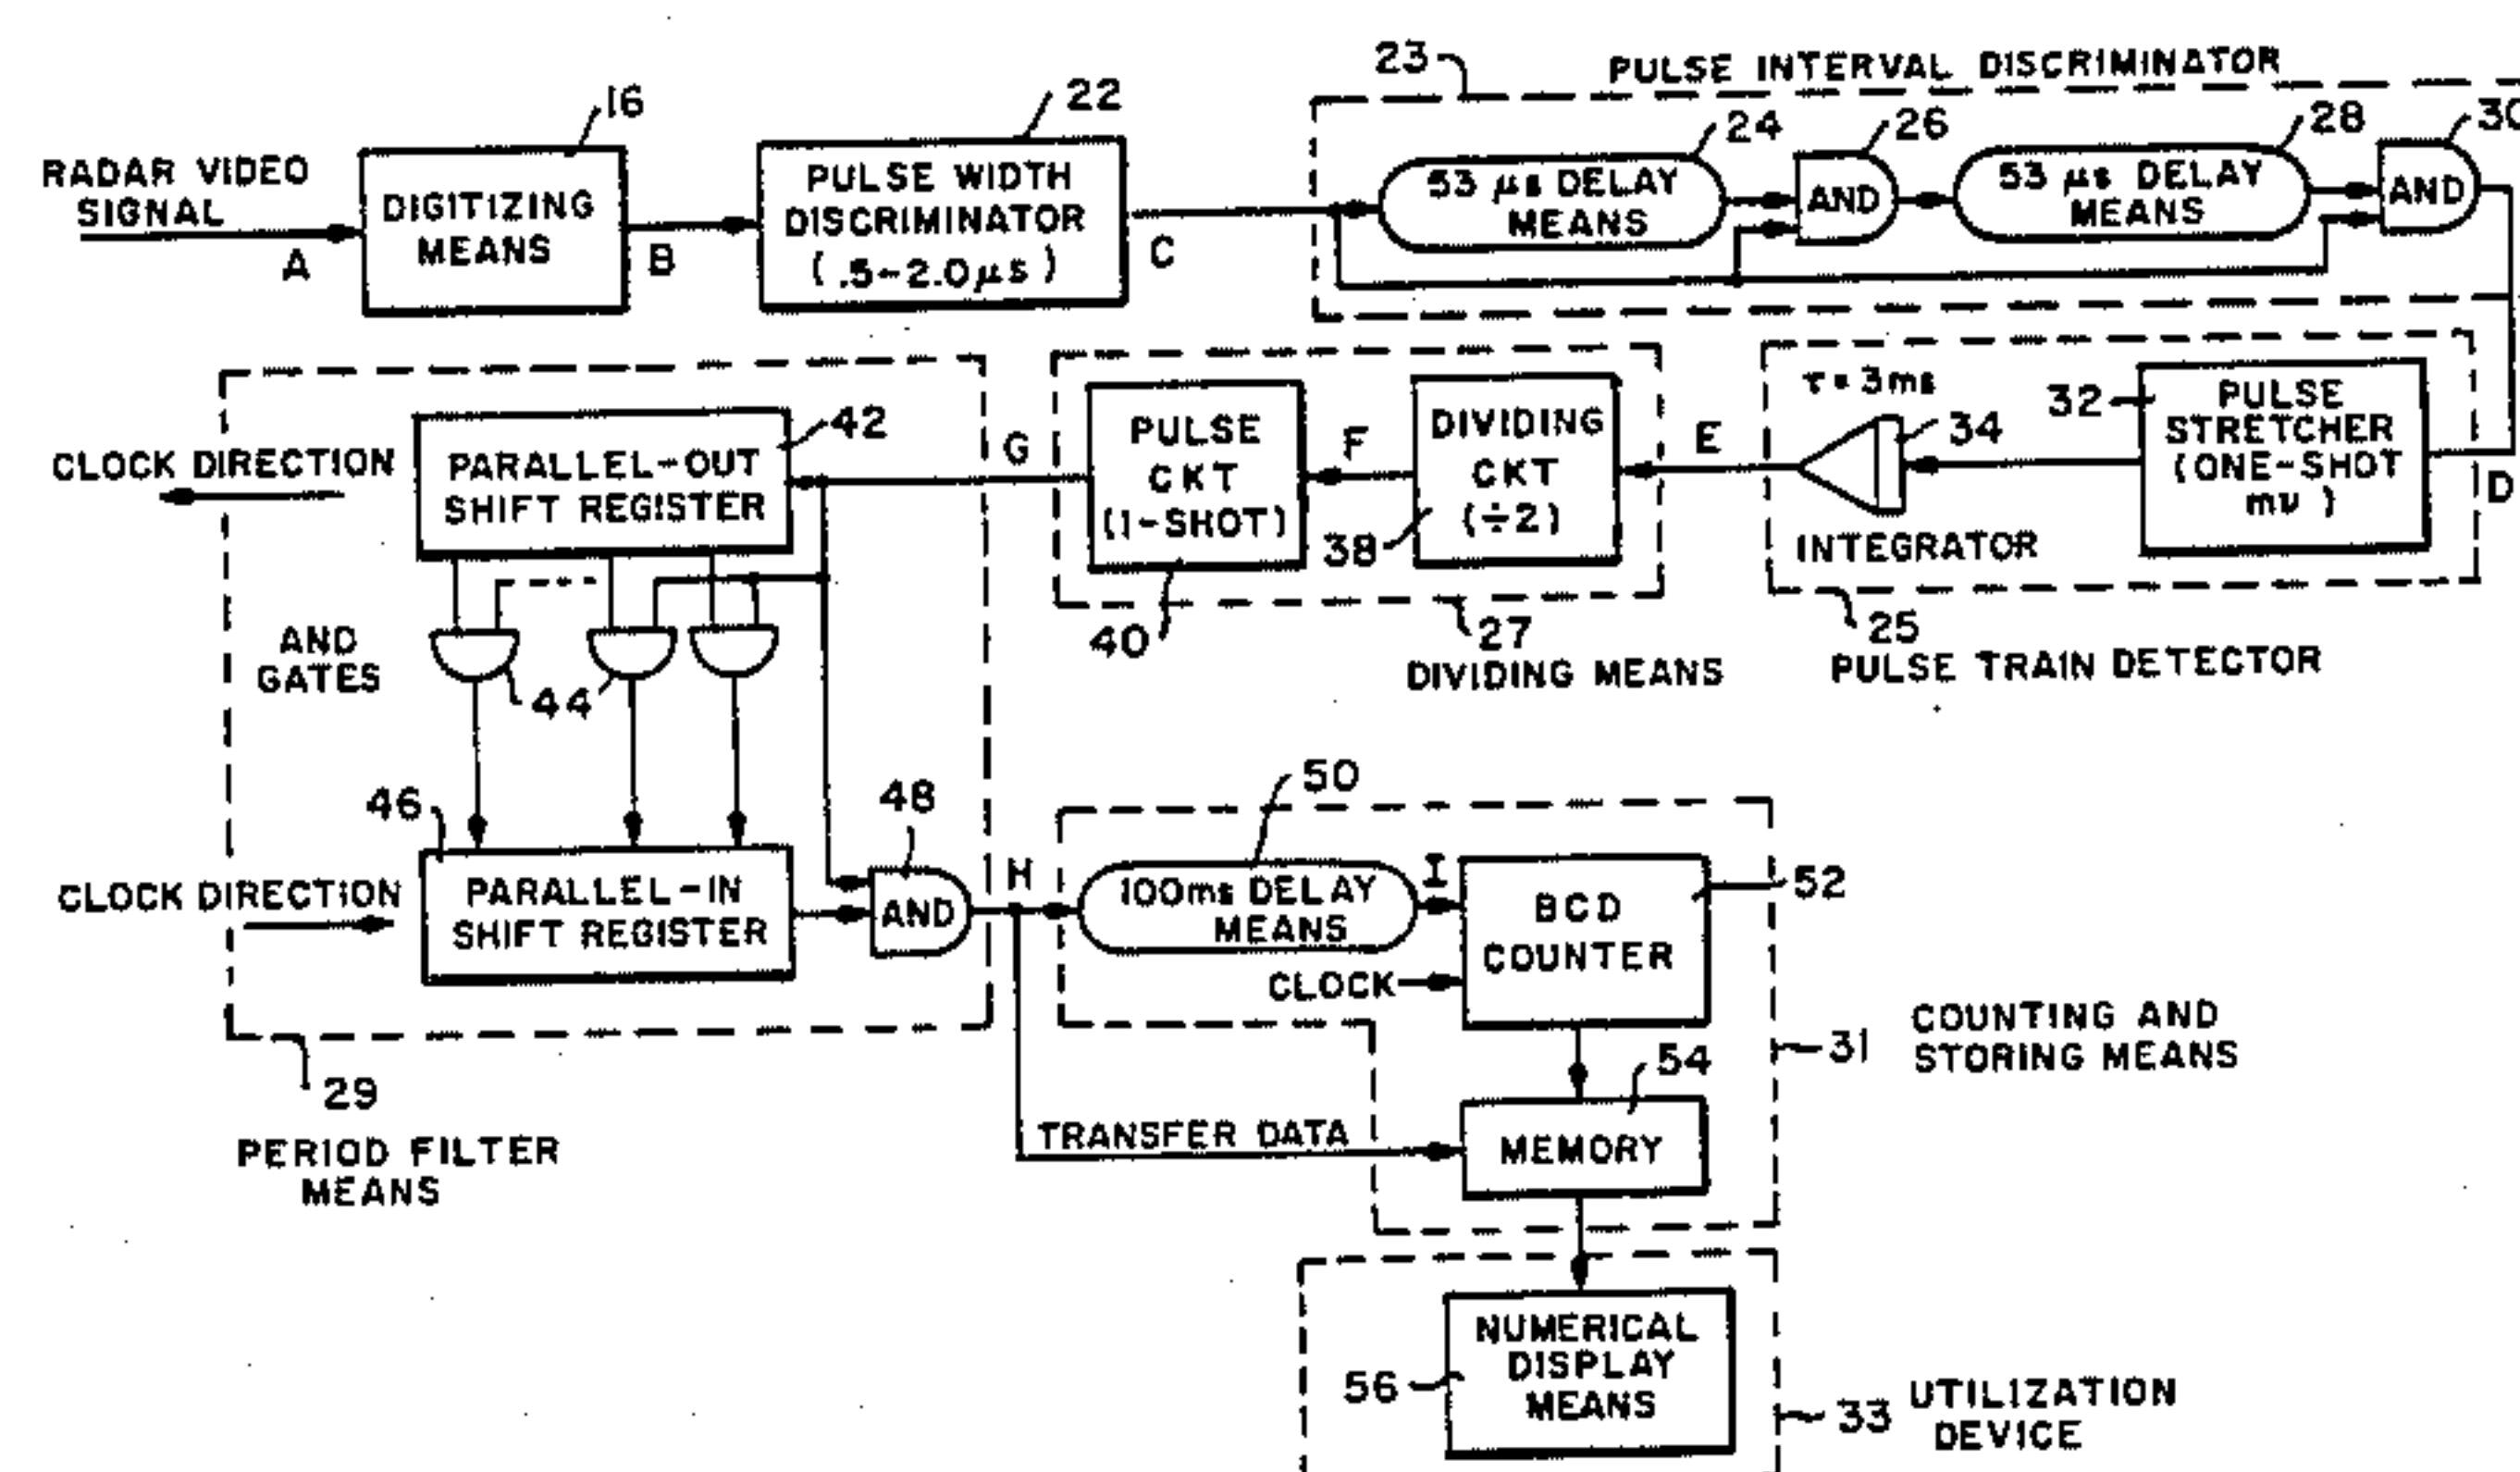 23
PULSE INTERVAL DISCRIMINATOR
16
22
24
26
28
30
RADAR VIDEO
SIGNAL
A
DIGITIZING
MEANS
B
PULSE WIDTH
DISCRIMINATOR
(.5-2.0μs)
C
53 μs DELAY
MEANS
AND
53 μs DELAY
MEANS
AND
CLOCK DIRECTION
42
PARALLEL-OUT
SHIFT REGISTER
G
PULSE
CKT
(1-SHOT)
40
F
DIVIDING
CKT
(÷2)
38
27
DIVIDING MEANS
E
τ = 3ms
34
INTEGRATOR
32
PULSE
STRETCHER
(ONE-SHOT
mν)
D
25
PULSE TRAIN DETECTOR
AND
GATES
44
46
CLOCK DIRECTION
PARALLEL-IN
SHIFT REGISTER
48
AND
H
50
100ms DELAY
MEANS
I
BCD
COUNTER
52
CLOCK
31
COUNTING AND
STORING MEANS
29
PERIOD FILTER
MEANS
TRANSFER DATA
54
MEMORY
56
NUMERICAL
DISPLAY
MEANS
33
UTILIZATION
DEVICE